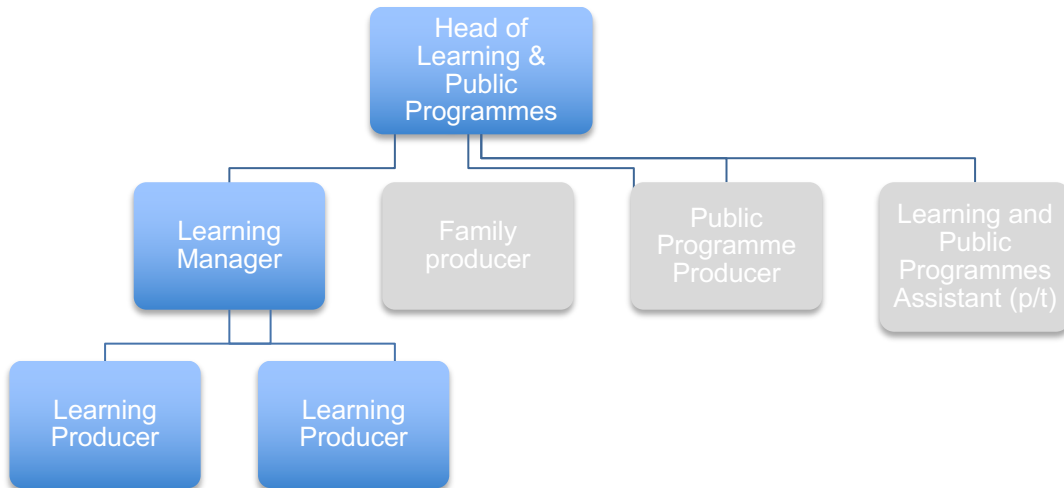 Head of
Learning &
Public
Programmes
Learning
Manager
Family
producer
Public
Programme
Producer
Learning and
Public
Programmes
Assistant (p/t)
Learning
Producer
Learning
Producer